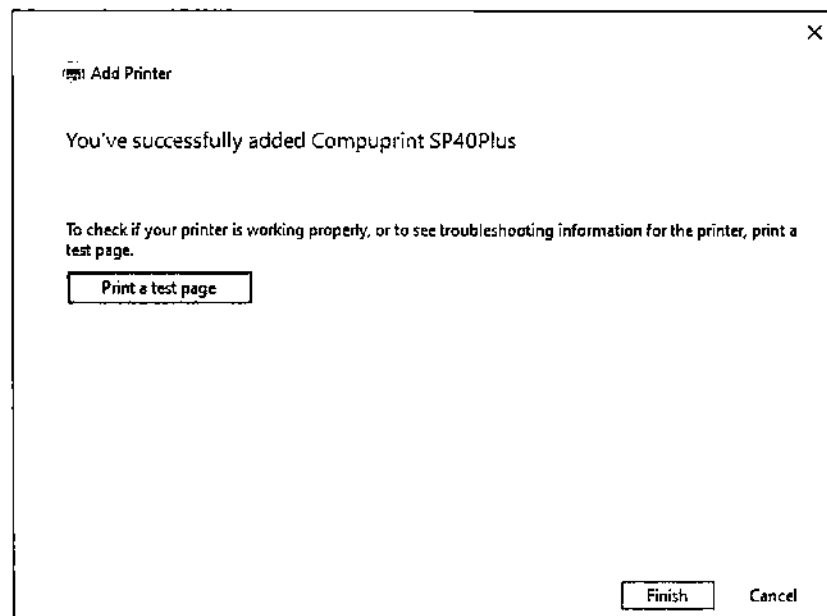 Add Printer
You've successfully added Compuprint SP40Plus
To check if your printer is working properly, or to see troubleshooting information for the printer, print a
test page.
Print a test page
Finish Cancel